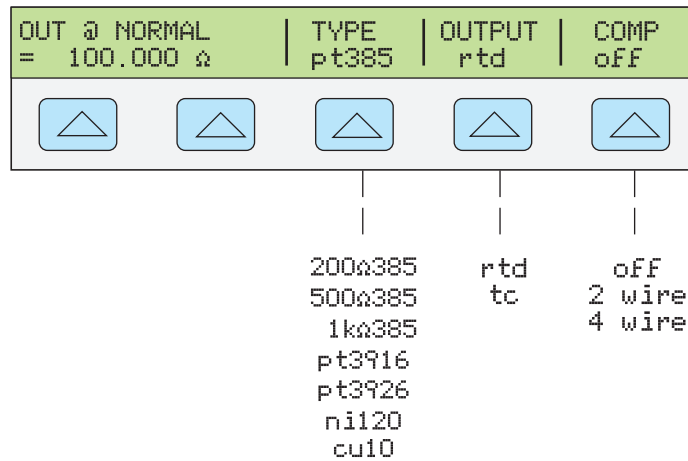 OUT @ NORMAL | TYPE | OUTPUT | COMP
= 100.000 Ω | pt385 | rtd | off
200Ω385 rtd off
500Ω385 tc 2 wire
1kΩ385 4 wire
pt3916
pt3926
ni120
cu10